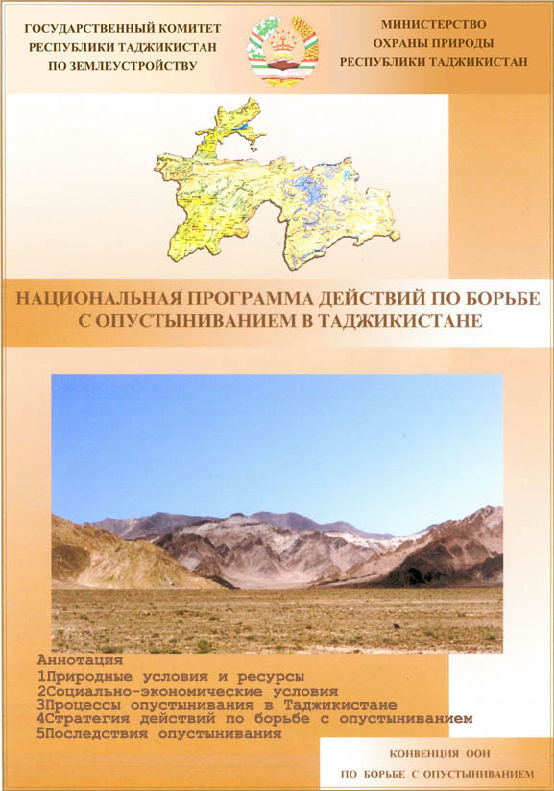 ГОСУДАРСТВЕННЫЙ КОМИТЕТ
РЕСПУБЛИКИ ТАДЖИКИСТАН
ПО ЗЕМЛЕУСТРОЙСТВУ
МИНИСТЕРСТВО
ОХРАНЫ ПРИРОДЫ
РЕСПУБЛИКИ ТАДЖИКИСТАН
НАЦИОНАЛЬНАЯ ПРОГРАММА ДЕЙСТВИЙ ПО БОРЬБЕ
С ОПУСТЫНИВАНИЕМ В ТАДЖИКИСТАНЕ
Аннотация
1Природные условия и ресурсы
2Социально-экономические условия
3Процессы опустынивания в Таджикистане
4Стратегия действий по борьбе с опустыниванием
5Последствия опустынивания
КОНВЕНЦИЯ ООН
ПО БОРЬБЕ С ОПУСТЫНИВАНИЕМ